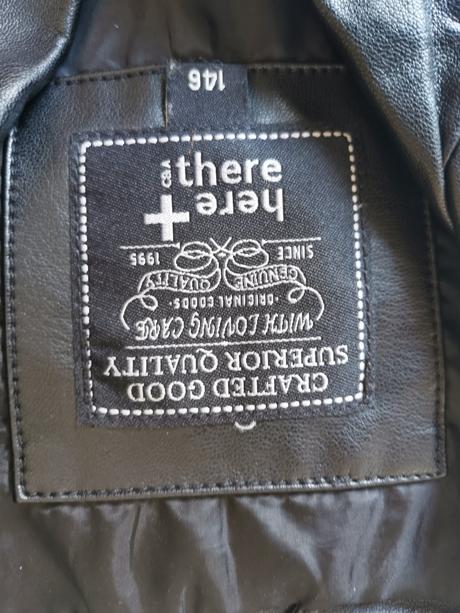 CRAFTED GOOD
SUPERIOR QUALITY
WITH LOVING CARE
·ORIGINAL GOODS·
GENUINE QUALITY
SINCE 1995
here +
there C&A
146